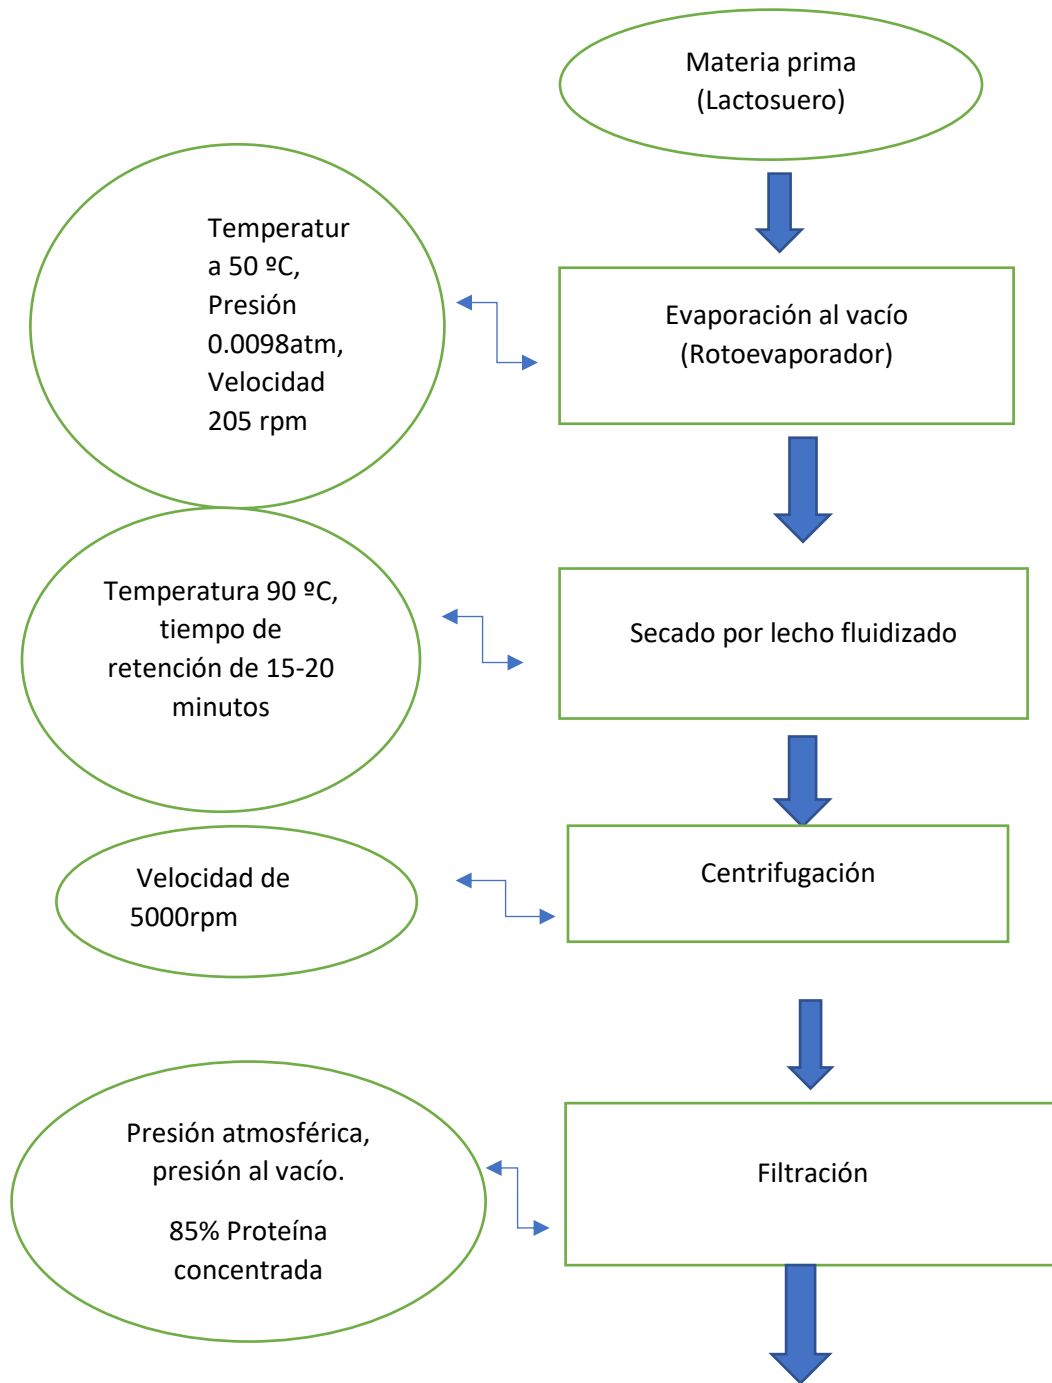 Materia prima
(Lactosuero)
Temperatur
a 50 ºC,
Presión
0.0098atm,
Velocidad
205 rpm
Evaporación al vacío
(Rotoevaporador)
Temperatura 90 ºC,
tiempo de
retención de 15-20
minutos
Secado por lecho fluidizado
Velocidad de
5000rpm
Centrifugación
Presión atmosférica,
presión al vacío.
85% Proteína
concentrada
Filtración